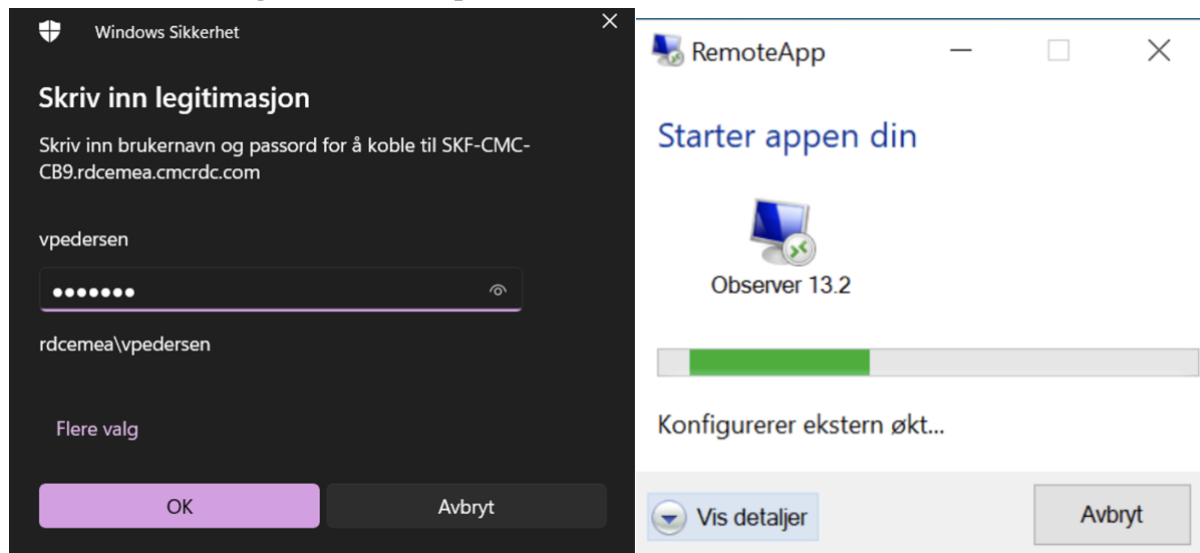 Windows Sikkerhet
Skriv inn legitimasjon
Skriv inn brukernavn og passord for å koble til SKF-CMC-
CB9.rdcemea.cmcrdc.com
vpedersen
•••••••
rdcemea\vpedersen
Flere valg
OK
Avbryt
RemoteApp
Starter appen din
Observer 13.2
Konfigurerer ekstern økt...
Vis detaljer
Avbryt